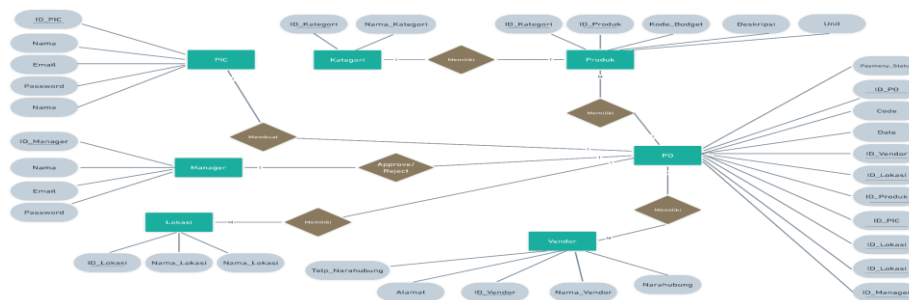 ID_PIC
Nama
Email
Password
Nama
PIC
ID_Kategori
Nama_Kategori
Kategori
Memiliki
ID_Kategori
ID_Produk
Kode_Budget
Deskripsi
Unit
Produk
Memiliki
Membuat
ID_Manager
Nama
Email
Password
Manager
Approve/
Reject
PO
Paymeny_Status
ID_PO
Code
Date
ID_Vendor
ID_Lokasi
ID_Produk
ID_PIC
ID_Lokasi
ID_Lokasi
ID_Manager
Lokasi
Memiliki
ID_Lokasi
Nama_Lokasi
Nama_Lokasi
Memiliki
Vendor
Telp_Narahubung
Alamat
ID_Vendor
Nama_Vendor
Narahubung